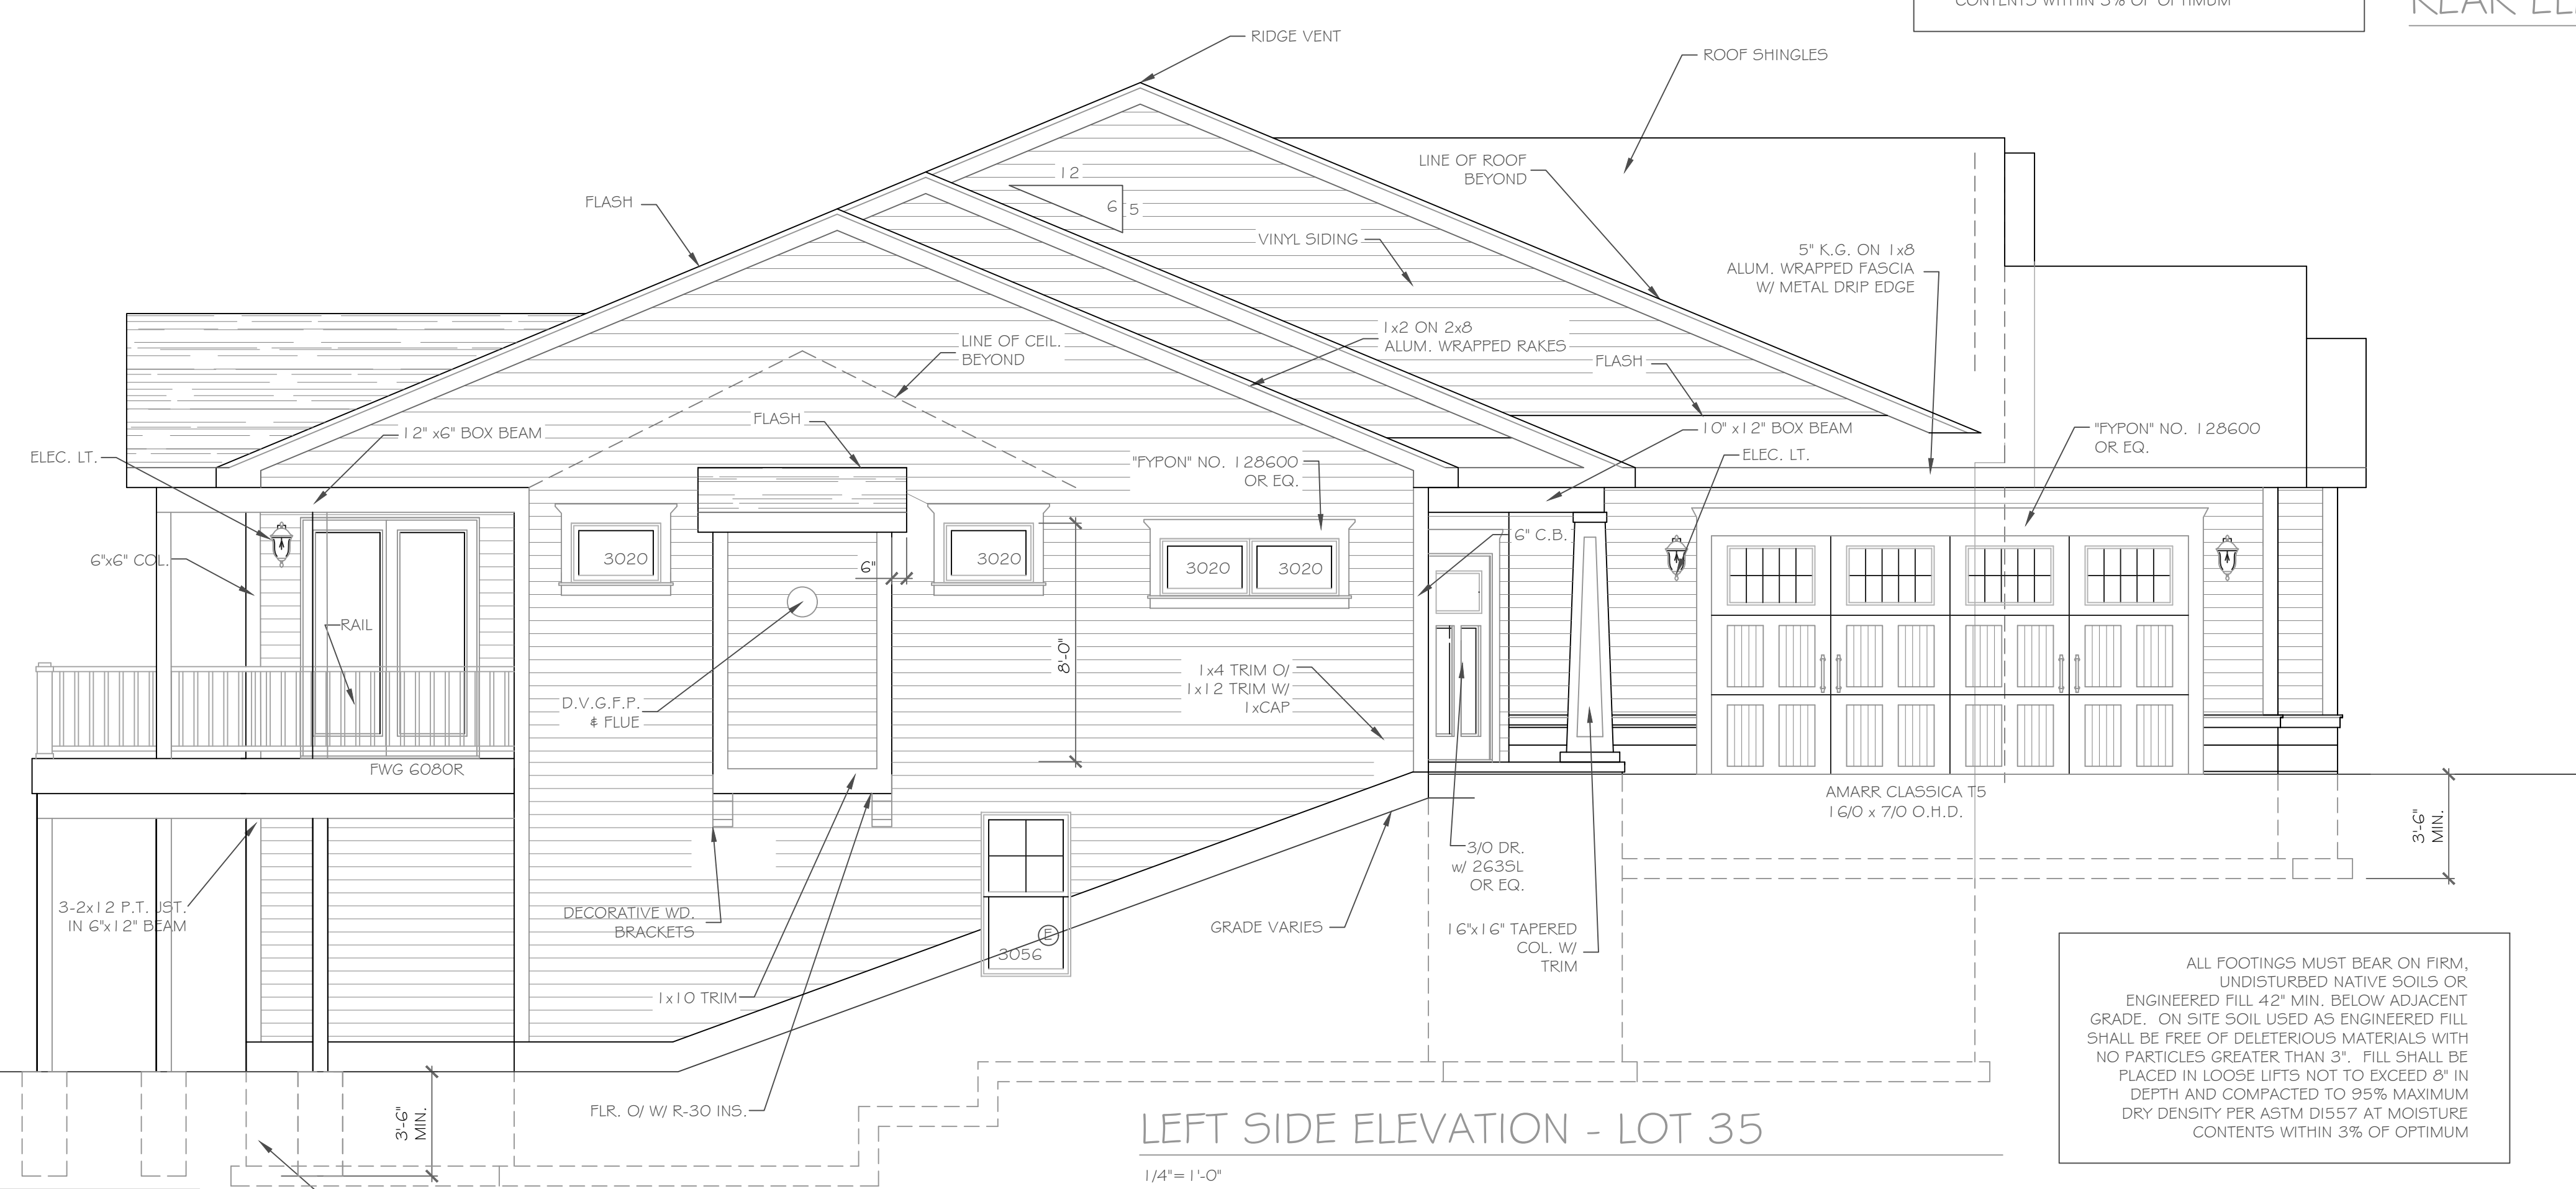 CONTENTS WITHIN 3% OF OPTIMUM
REAR ELE
RIDGE VENT
ROOF SHINGLES
LINE OF ROOF
BEYOND
12
6 5
FLASH
VINYL SIDING
5" K.G. ON 1x8
ALUM. WRAPPED FASCIA
W/ METAL DRIP EDGE
1x2 ON 2x8
ALUM. WRAPPED RAKES
LINE OF CEIL.
BEYOND
FLASH
FLASH
12" x6" BOX BEAM
10" x12" BOX BEAM
"FYPON" NO. 128600
OR EQ.
ELEC. LT.
"FYPON" NO. 128600
OR EQ.
ELEC. LT.
6" C.B.
6"x6" COL.
3020
6"
3020
3020
3020
RAIL
8'-0"
1x4 TRIM O/
1x12 TRIM W/
1xCAP
D.V.G.F.P.
& FLUE
FWG 6080R
AMARR CLASSICA T5
16/0 x 7/0 O.H.D.
3'-6"
MIN.
3/0 DR.
w/ 263SL
OR EQ.
3-2x12 P.T. JST.
IN 6"x12" BEAM
DECORATIVE WD.
BRACKETS
E
3056
GRADE VARIES
16"x16" TAPERED
COL. W/
TRIM
1x10 TRIM
ALL FOOTINGS MUST BEAR ON FIRM,
UNDISTURBED NATIVE SOILS OR
ENGINEERED FILL 42" MIN. BELOW ADJACENT
GRADE. ON SITE SOIL USED AS ENGINEERED FILL
SHALL BE FREE OF DELETERIOUS MATERIALS WITH
NO PARTICLES GREATER THAN 3". FILL SHALL BE
PLACED IN LOOSE LIFTS NOT TO EXCEED 8" IN
DEPTH AND COMPACTED TO 95% MAXIMUM
DRY DENSITY PER ASTM D1557 AT MOISTURE
CONTENTS WITHIN 3% OF OPTIMUM
3'-6"
MIN.
FLR. O/ W/ R-30 INS.
LEFT SIDE ELEVATION - LOT 35
1/4"=1'-0"